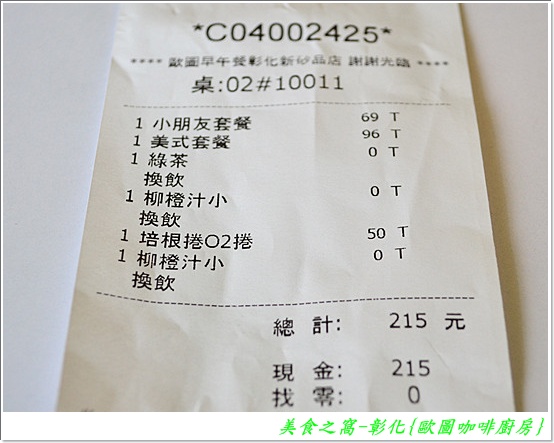 *C04002425*
**** 歐圖早午餐彰化新矽品店 謝謝光臨 ****
桌:02#10011
1 小朋友套餐 69 T
1 美式套餐 96 T
1 綠茶 0 T
換飲
1 柳橙汁小 0 T
換飲
1 培根捲O2捲 50 T
1 柳橙汁小 0 T
換飲
總 計: 215 元
現 金: 215
找 零: 0
美食之窩-彰化{歐圖咖啡廚房}